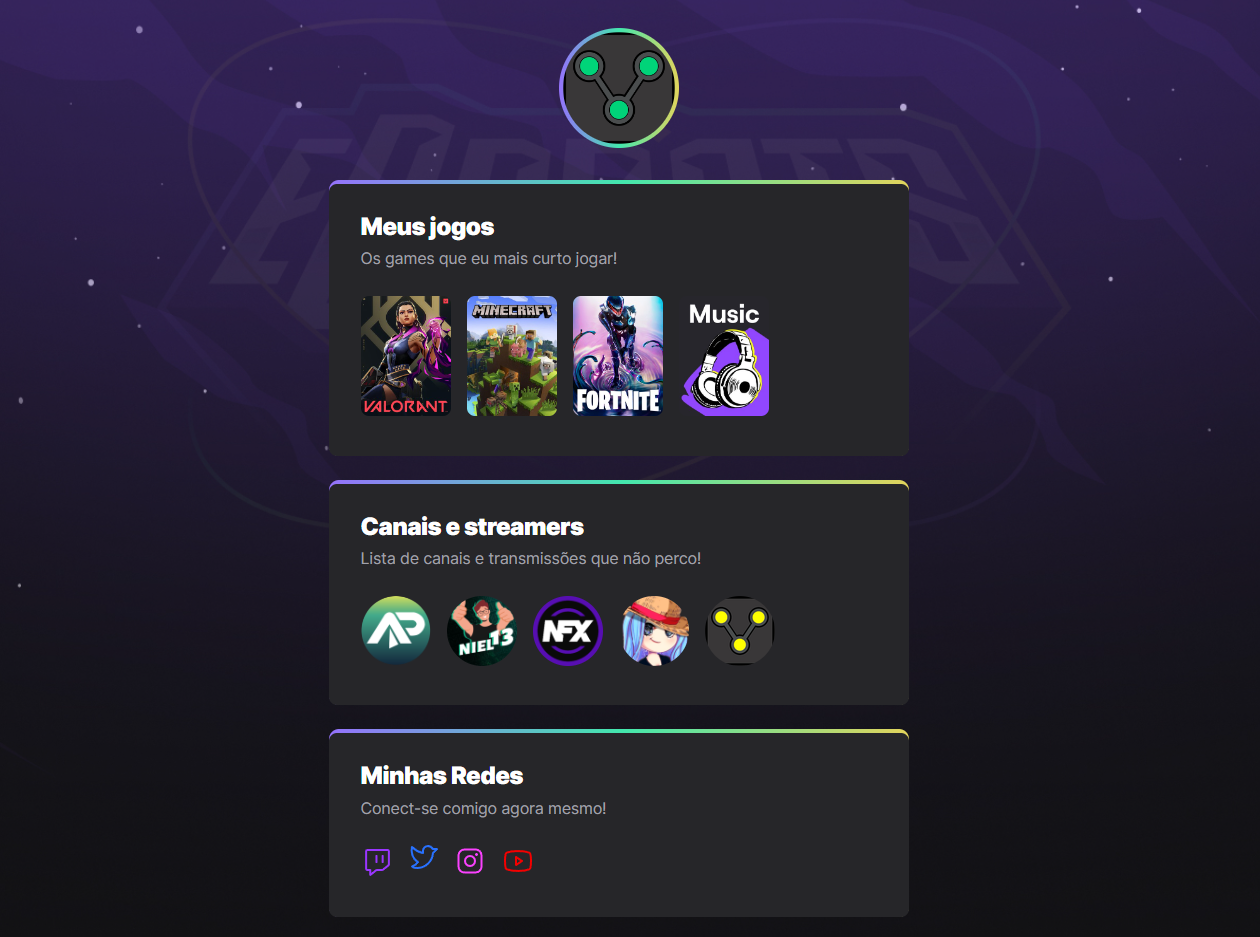 Meus jogos
Os games que eu mais curto jogar!
VALORANT
MINECRAFT
FORTNITE
Music
Canais e streamers
Lista de canais e transmissões que não perco!
AP
NIEL13
NFX
Minhas Redes
Conect-se comigo agora mesmo!